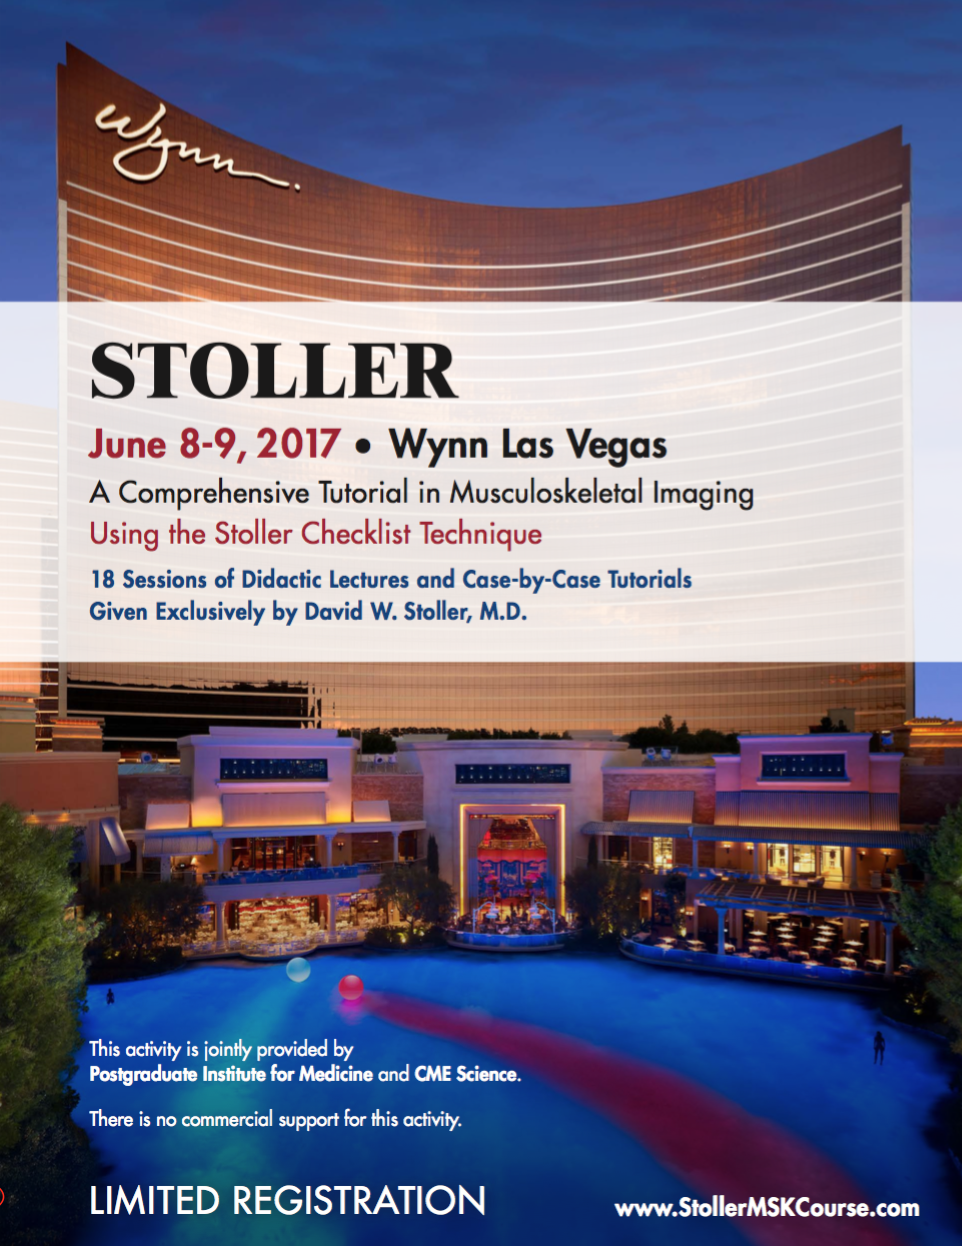 Wynn.
STOLLER
June 8-9, 2017 • Wynn Las Vegas
A Comprehensive Tutorial in Musculoskeletal Imaging
Using the Stoller Checklist Technique
18 Sessions of Didactic Lectures and Case-by-Case Tutorials
Given Exclusively by David W. Stoller, M.D.
This activity is jointly provided by
Postgraduate Institute for Medicine and CME Science.
There is no commercial support for this activity.
LIMITED REGISTRATION
www.StollerMSKCourse.com